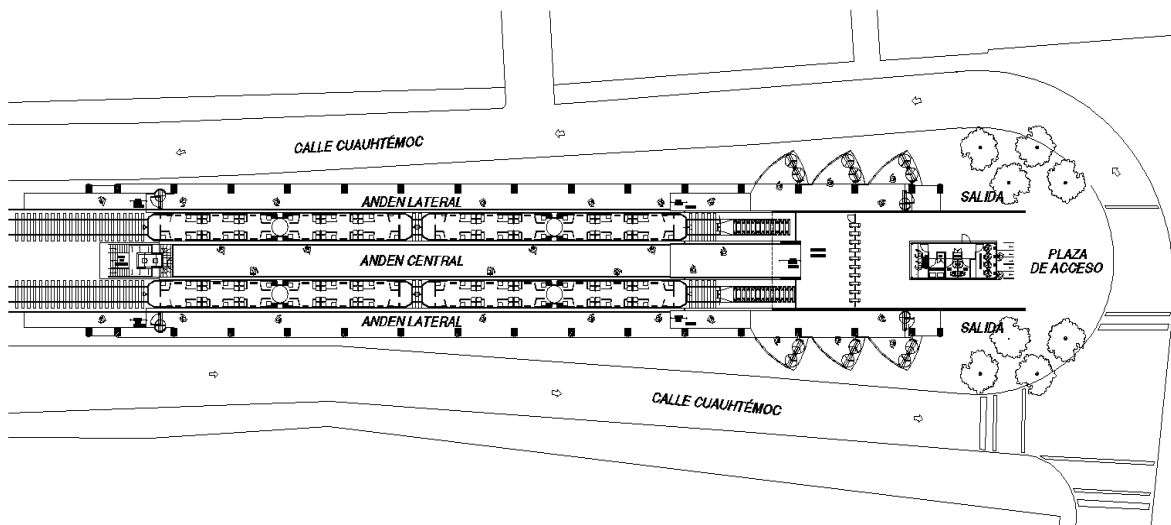 CALLE CUAUHTÉMOC
ANDEN LATERAL
SALIDA
ANDEN CENTRAL
PLAZA
DE ACCESO
ANDEN LATERAL
SALIDA
CALLE CUAUHTÉMOC